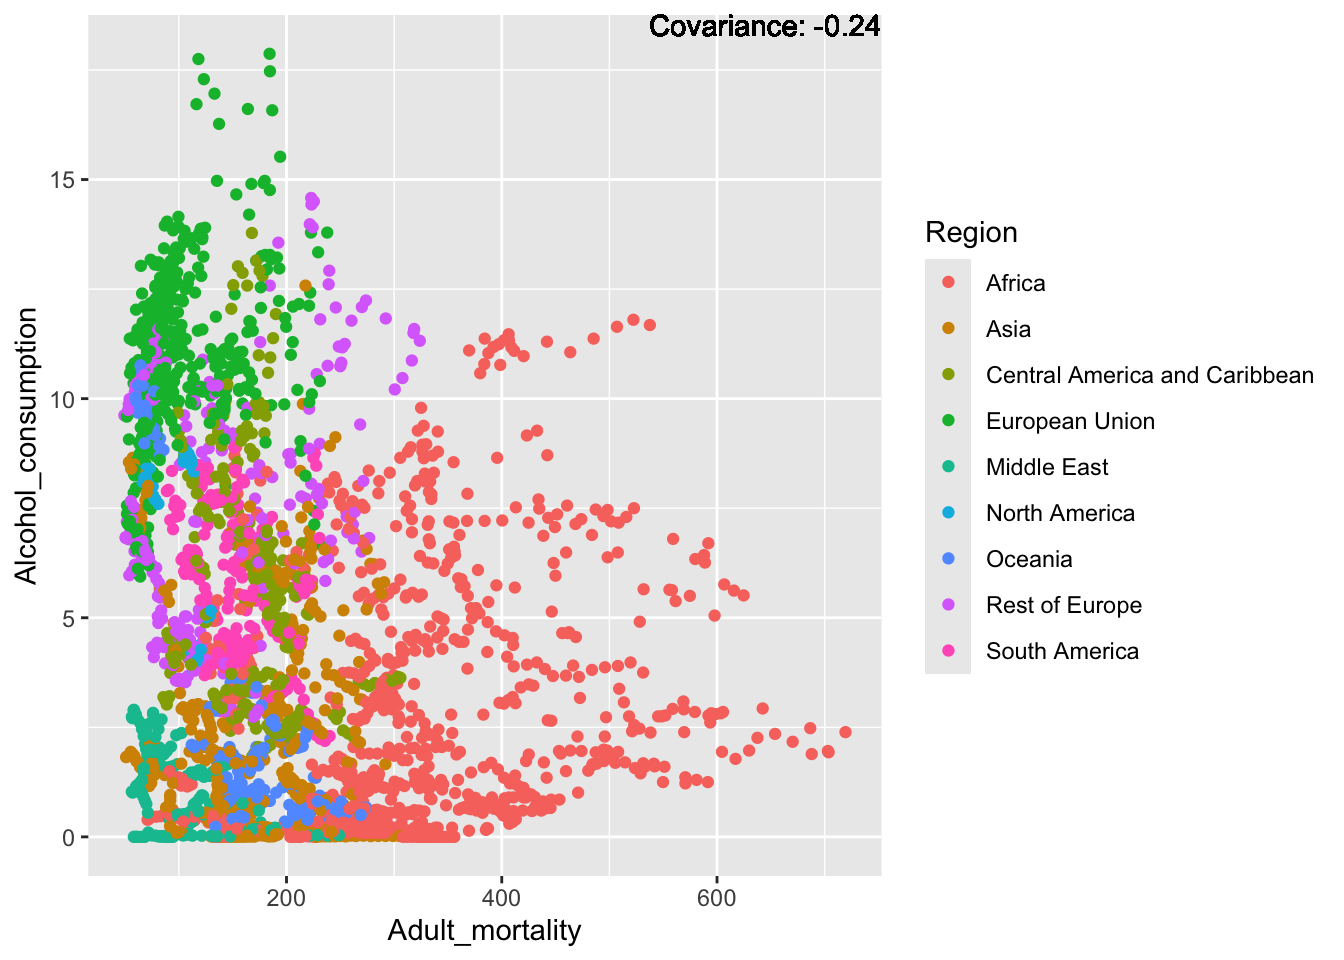 Covariance: -0.24
15
10
5
0
200 400 600
Adult_mortality
Alcohol_consumption
Region
Africa
Asia
Central America and Caribbean
European Union
Middle East
North America
Oceania
Rest of Europe
South America